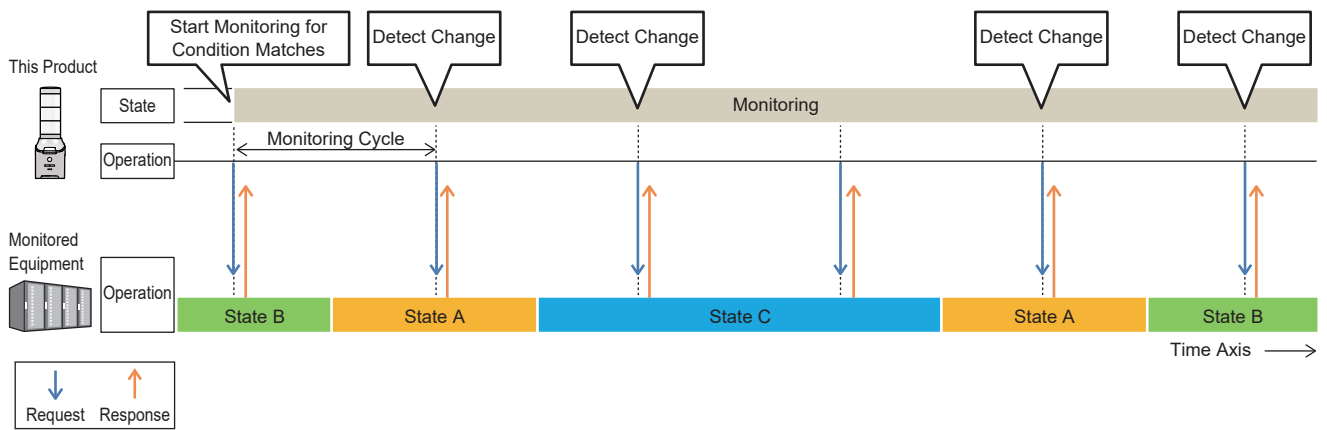 Start Monitoring for
Condition Matches
Detect Change
Detect Change
Detect Change
Detect Change
This Product
State
Monitoring
Monitoring Cycle
Operation
Monitored
Equipment
Operation
State B
State A
State C
State A
State B
Time Axis
Request
Response